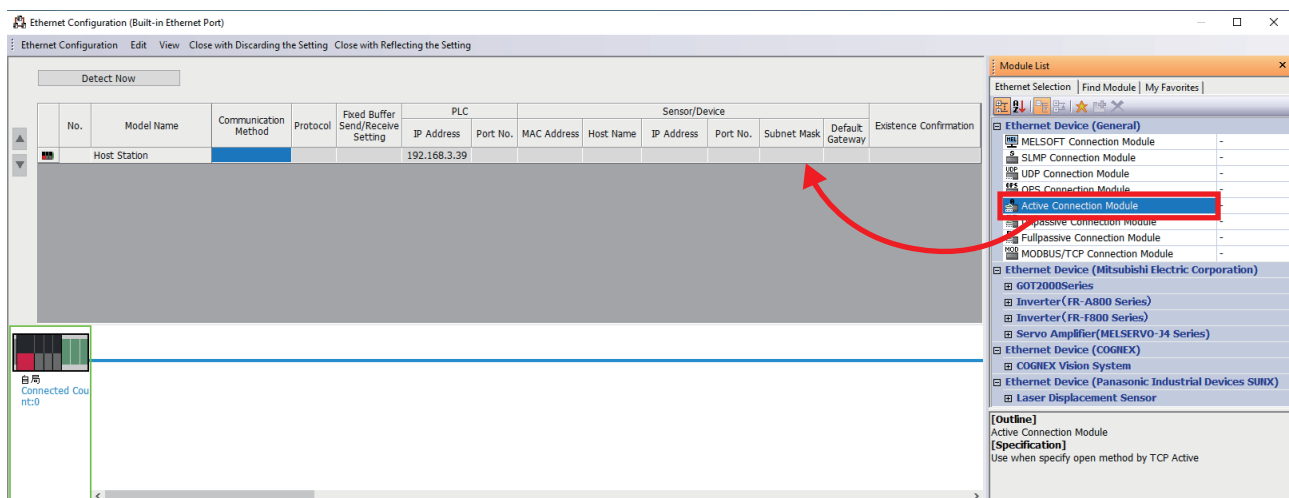 Ethernet Configuration (Built-in Ethernet Port)
Ethernet Configuration Edit View Close with Discarding the Setting Close with Reflecting the Setting
Detect Now
No. Model Name Communication Method Protocol Fixed Buffer Send/Receive Setting PLC Sensor/Device Existence Confirmation
IP Address Port No. MAC Address Host Name IP Address Port No. Subnet Mask Default Gateway
Host Station 192.168.3.39
自局
Connected Cou
nt:0
Module List
Ethernet Selection Find Module My Favorites
Ethernet Device (General)
MELSOFT Connection Module -
SLMP Connection Module -
UDP Connection Module -
OPS Connection Module -
Active Connection Module -
Unpassive Connection Module -
Fullpassive Connection Module -
MODBUS/TCP Connection Module -
Ethernet Device (Mitsubishi Electric Corporation)
GOT2000Series
Inverter(FR-A800 Series)
Inverter(FR-F800 Series)
Servo Amplifier(MELSERVO-J4 Series)
Ethernet Device (COGNEX)
COGNEX Vision System
Ethernet Device (Panasonic Industrial Devices SUNX)
Laser Displacement Sensor
[Outline]
Active Connection Module
[Specification]
Use when specify open method by TCP Active